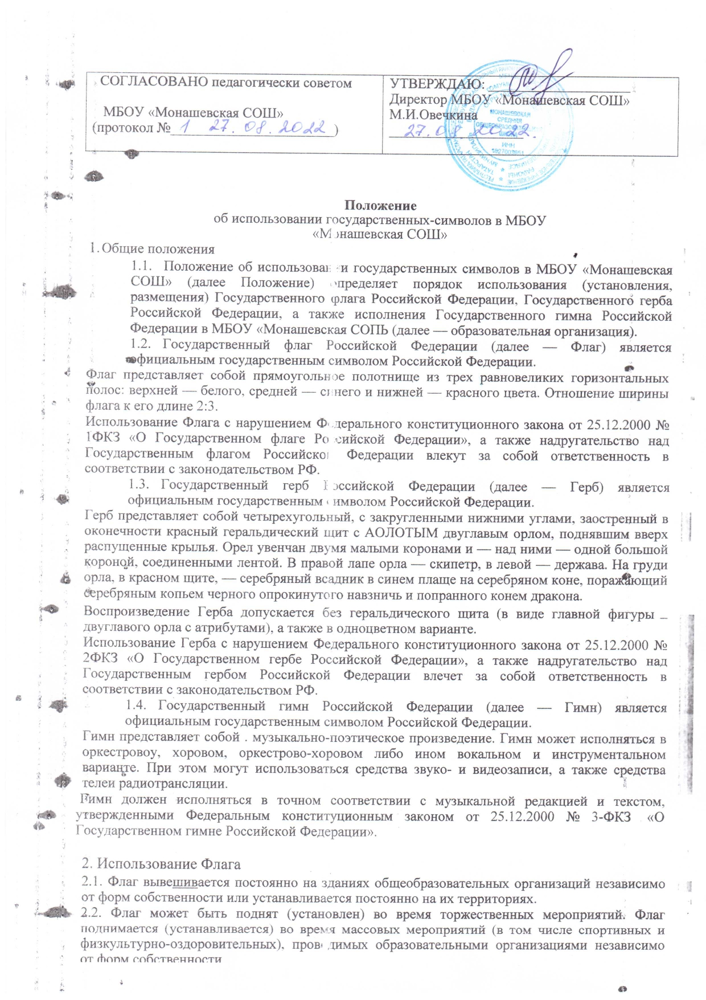 СОГЛАСОВАНО педагогически советом
МБОУ «Монашевская СОШ»
(протокол № 1 27.08.2022 )
УТВЕРЖДАЮ:
Директор МБОУ «Монашевская СОШ»
М.И.Овечкина
27.08.2022.
МОНАШЕВСКАЯ
СРЕДНЯЯ
ШКОЛА
ИНН
Положение
об использовании государственных-символов в МБОУ
«Монашевская СОШ»
1. Общие положения
1.1. Положение об использовании государственных символов в МБОУ «Монашевская
СОШ» (далее Положение) определяет порядок использования (установления,
размещения) Государственного флага Российской Федерации, Государственного герба
Российской Федерации, а также исполнения Государственного гимна Российской
Федерации в МБОУ «Монашевская СОПЬ (далее — образовательная организация).
1.2. Государственный флаг Российской Федерации (далее — Флаг) является
официальным государственным символом Российской Федерации.
Флаг представляет собой прямоугольное полотнище из трех равновеликих горизонтальных
полос: верхней — белого, средней — синего и нижней — красного цвета. Отношение ширины
флага к его длине 2:3.
Использование Флага с нарушением Федерального конституционного закона от 25.12.2000 №
1ФКЗ «О Государственном флаге Российской Федерации», а также надругательство над
Государственным флагом Российской Федерации влекут за собой ответственность в
соответствии с законодательством РФ.
1.3. Государственный герб Российской Федерации (далее — Герб) является
официальным государственным символом Российской Федерации.
Герб представляет собой четырехугольный, с закругленными нижними углами, заостренный в
оконечности красный геральдический щит с АОЛОТЫМ двуглавым орлом, поднявшим вверх
распущенные крылья. Орел увенчан двумя малыми коронами и — над ними — одной большой
короной, соединенными лентой. В правой лапе орла — скипетр, в левой — держава. На груди
орла, в красном щите, — серебряный всадник в синем плаще на серебряном коне, поражающий
серебряным копьем черного опрокинутого навзничь и попранного конем дракона.
Воспроизведение Герба допускается без геральдического щита (в виде главной фигуры _
двуглавого орла с атрибутами), а также в одноцветном варианте.
Использование Герба с нарушением Федерального конституционного закона от 25.12.2000 №
2ФКЗ «О Государственном гербе Российской Федерации», а также надругательство над
Государственным гербом Российской Федерации влечет за собой ответственность в
соответствии с законодательством РФ.
1.4. Государственный гимн Российской Федерации (далее — Гимн) является
официальным государственным символом Российской Федерации.
Гимн представляет собой . музыкально-поэтическое произведение. Гимн может исполняться в
оркестровоу, хоровом, оркестрово-хоровом либо ином вокальном и инструментальном
варианте. При этом могут использоваться средства звуко- и видеозаписи, а также средства
телеи радиотрансляции.
Гимн должен исполняться в точном соответствии с музыкальной редакцией и текстом,
утвержденными Федеральным конституционным законом от 25.12.2000 № 3-ФКЗ «О
Государственном гимне Российской Федерации».
2. Использование Флага
2.1. Флаг вывешивается постоянно на зданиях общеобразовательных организаций независимо
от форм собственности или устанавливается постоянно на их территориях.
2.2. Флаг может быть поднят (установлен) во время торжественных мероприятий. Флаг
поднимается (устанавливается) во время массовых мероприятий (в том числе спортивных и
физкультурно-оздоровительных), проводимых образовательными организациями независимо
от форм собственности